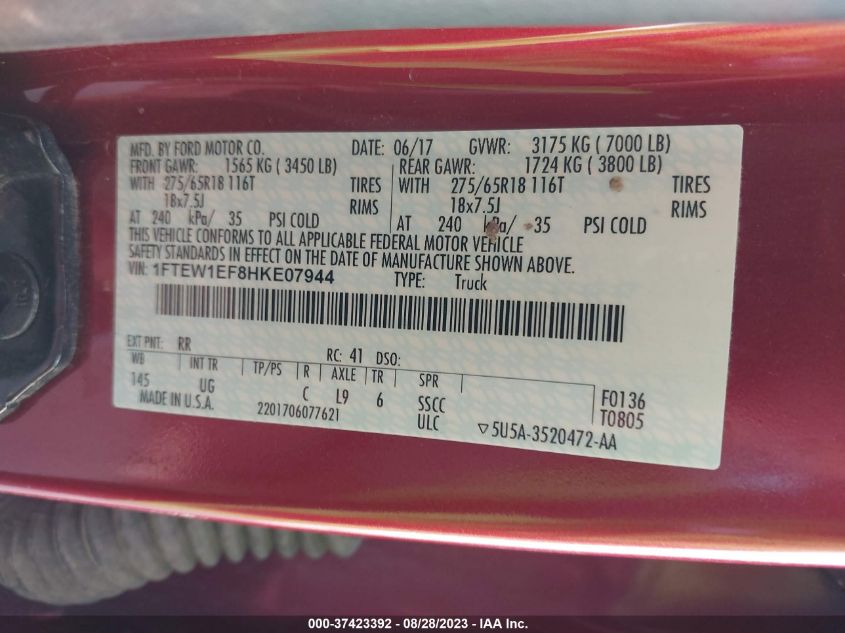 MFD. BY FORD MOTOR CO. DATE: 06/17 GVWR: 3175 KG ( 7000 LB)
FRONT GAWR: 1565 KG ( 3450 LB) REAR GAWR: 1724 KG ( 3800 LB)
WITH 275/65R18 116T TIRES WITH 275/65R18 116T TIRES
18x7.5J RIMS 18x7.5J RIMS
AT 240 kPa/ 35 PSI COLD AT 240 kPa/ 35 PSI COLD
THIS VEHICLE CONFORMS TO ALL APPLICABLE FEDERAL MOTOR VEHICLE
SAFETY STANDARDS IN EFFECT ON THE DATE OF MANUFACTURE SHOWN ABOVE.
VIN: 1FTEW1EF8HKE07944 TYPE: Truck
EXT PNT: RR RC: 41 DSO:
WB INT TR TP/PS R AXLE TR SPR
145 UG C L9 6 SSCC F0136
MADE IN U.S.A. 2201706077621 ULC T0805
▽5U5A-3520472-AA
000-37423392 - 08/28/2023 - © IAA, Inc.